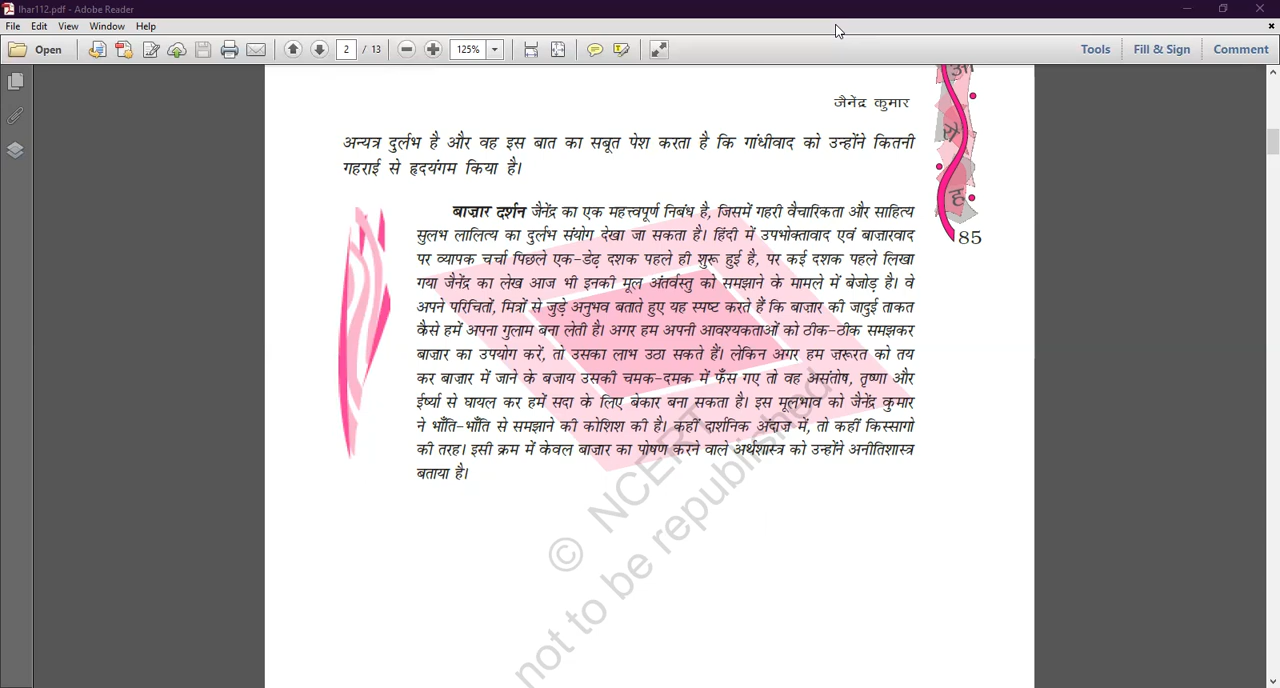 lhar112.pdf - Adobe Reader
File Edit View Window Help
Open 2 / 13 125% Tools Fill & Sign Comment
जैनेंद्र कुमार
अन्यत्र दुर्लभ है और वह इस बात का सबूत पेश करता है कि गांधीवाद को उन्होंने कितनी
गहराई से हृदयंगम किया है।
बाज़ार दर्शन जैनेंद्र का एक महत्त्वपूर्ण निबंध है, जिसमें गहरी वैचारिकता और साहित्य
सुलभ लालित्य का दुर्लभ संयोग देखा जा सकता है। हिंदी में उपभोक्तावाद एवं बाज़ारवाद
पर व्यापक चर्चा पिछले एक-डेढ़ दशक पहले ही शुरू हुई है, पर कई दशक पहले लिखा
गया जैनेंद्र का लेख आज भी इनकी मूल अंतर्वस्तु को समझाने के मामले में बेजोड़ है। वे
अपने परिचितों, मित्रों से जुड़े अनुभव बताते हुए यह स्पष्ट करते हैं कि बाज़ार की जादुई ताकत
कैसे हमें अपना गुलाम बना लेती है। अगर हम अपनी आवश्यकताओं को ठीक-ठीक समझकर
बाज़ार का उपयोग करें, तो उसका लाभ उठा सकते हैं। लेकिन अगर हम ज़रूरत को तय
कर बाज़ार में जाने के बजाय उसकी चमक-दमक में फँस गए तो वह असंतोष, तृष्णा और
ईर्ष्या से घायल कर हमें सदा के लिए बेकार बना सकता है। इस मूलभाव को जैनेंद्र कुमार
ने भाँति-भाँति से समझाने की कोशिश की है। कहीं दार्शनिक अंदाज़ में, तो कहीं किस्सागो
की तरह। इसी क्रम में केवल बाज़ार का पोषण करने वाले अर्थशास्त्र को उन्होंने अनीतिशास्त्र
बताया है।
85
© NCERT
not to be republished